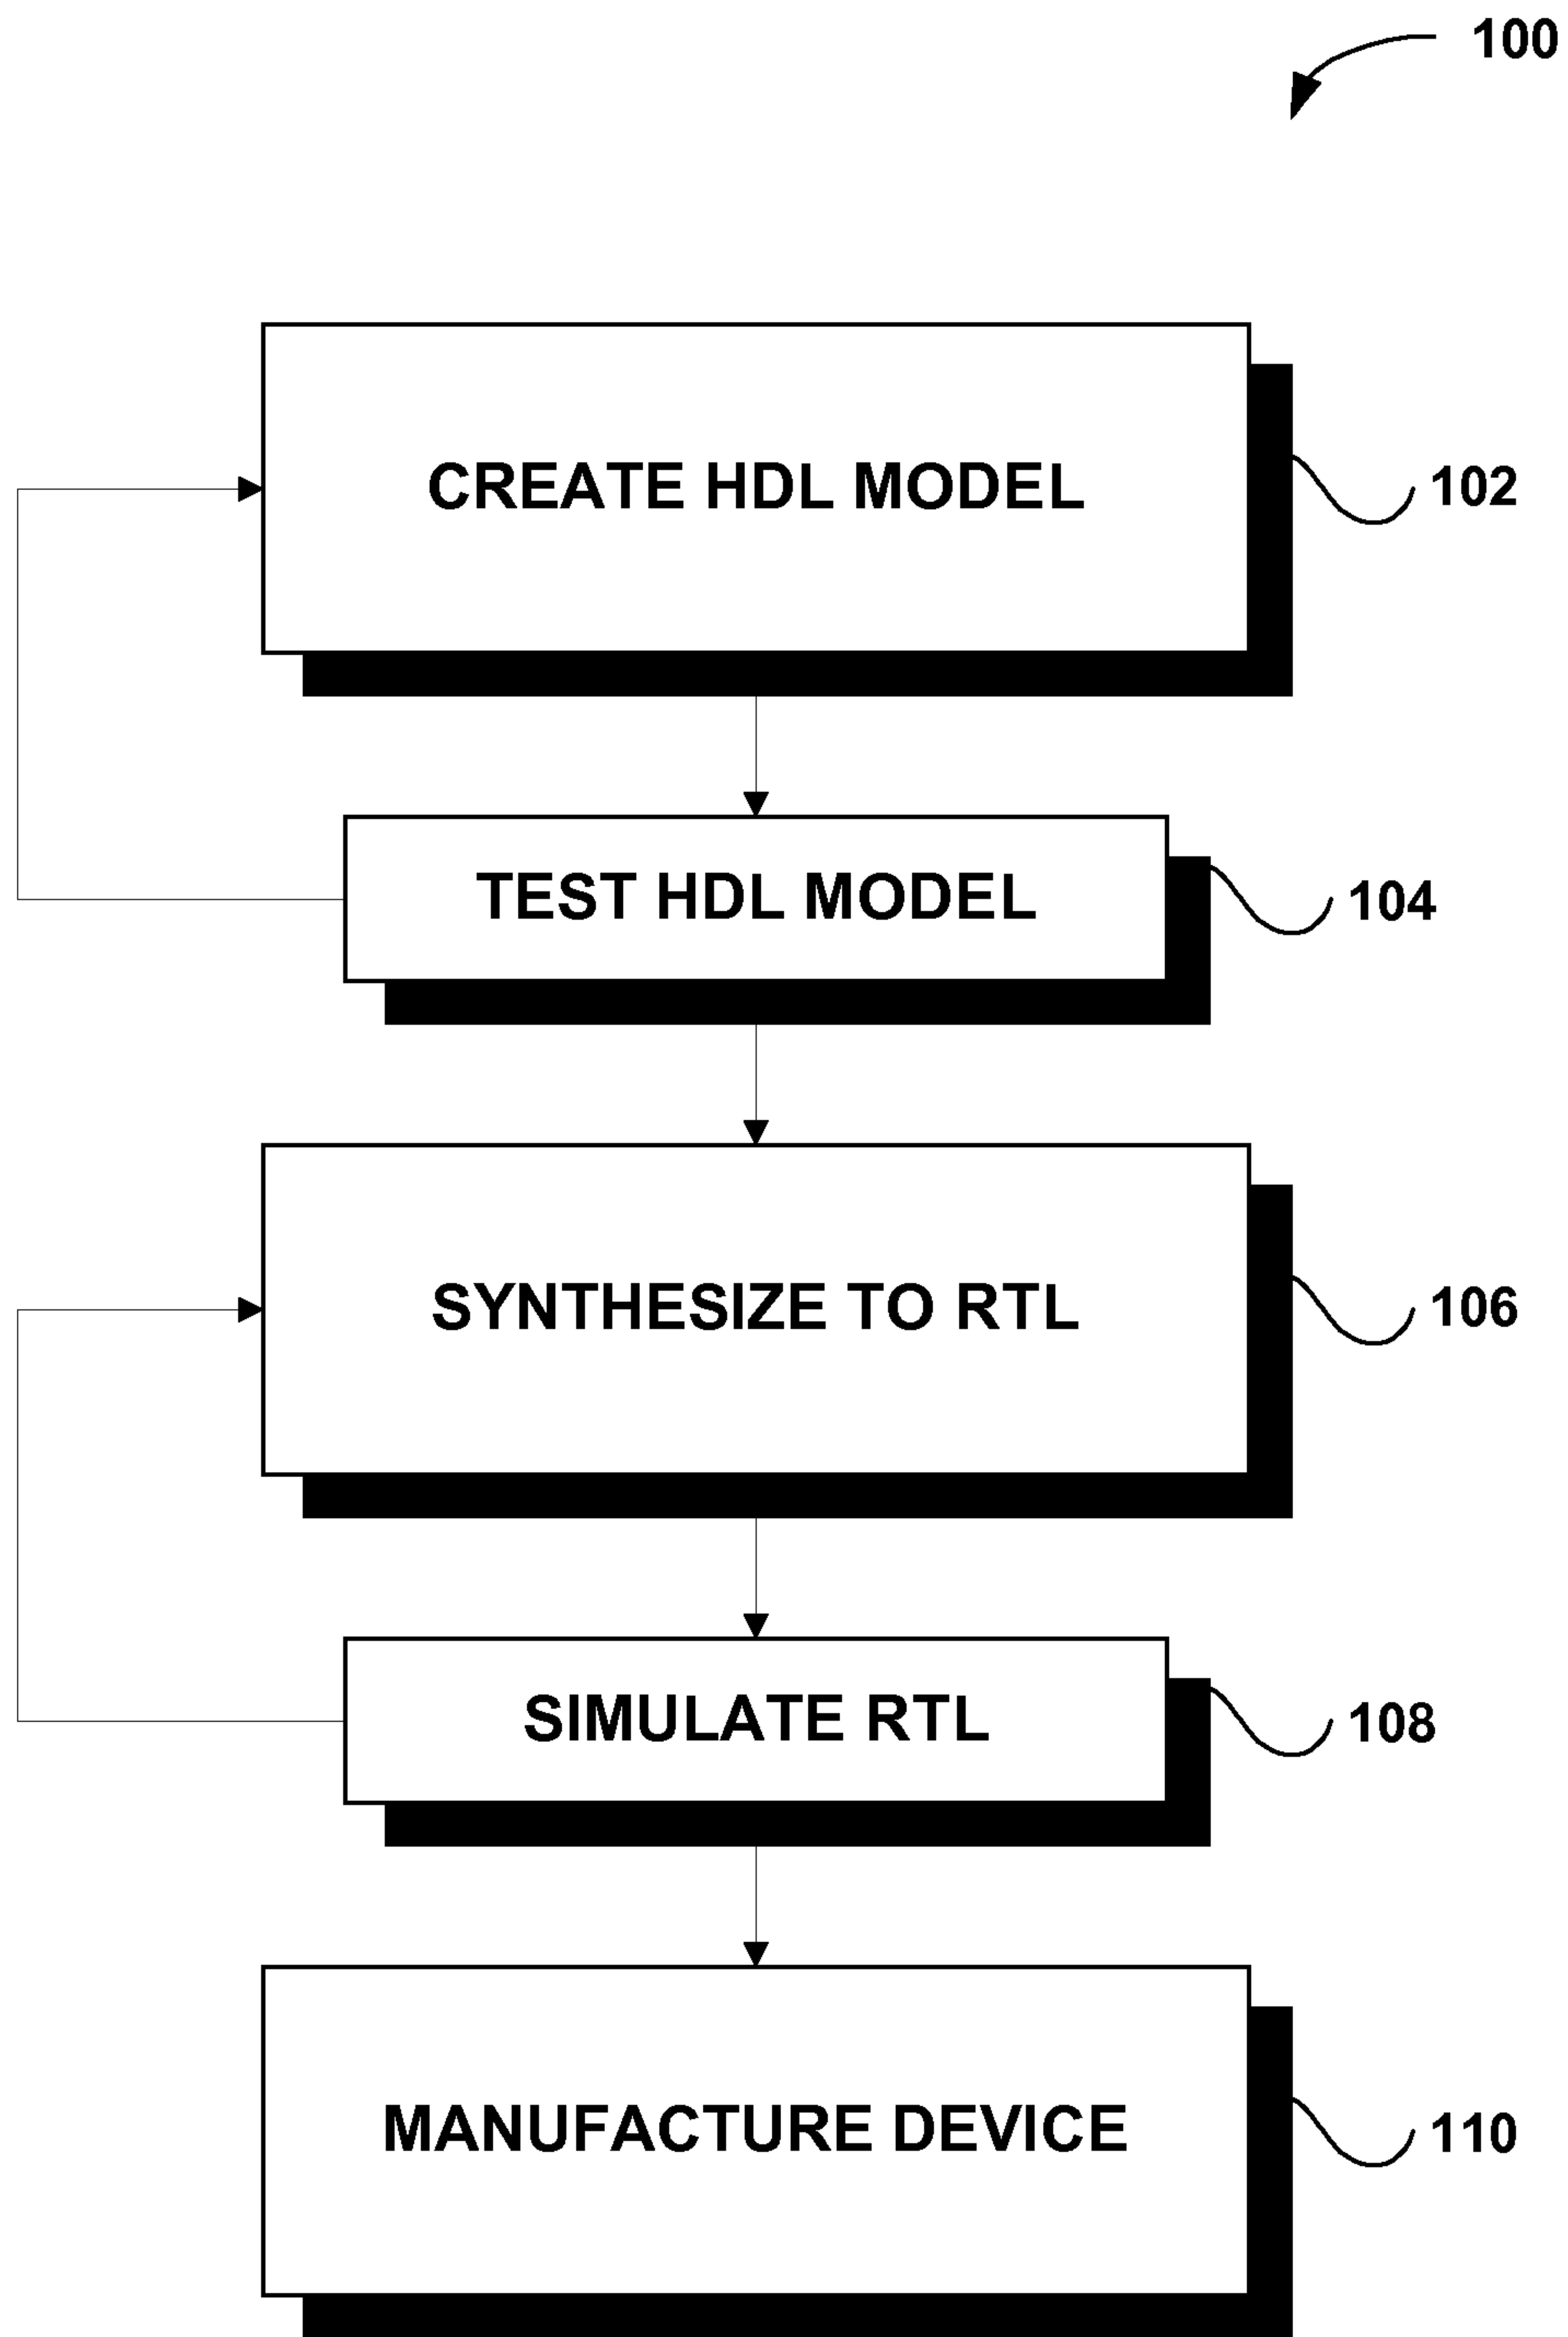 100
CREATE HDL MODEL
102
TEST HDL MODEL
104
SYNTHESIZE TO RTL
106
SIMULATE RTL
108
MANUFACTURE DEVICE
110